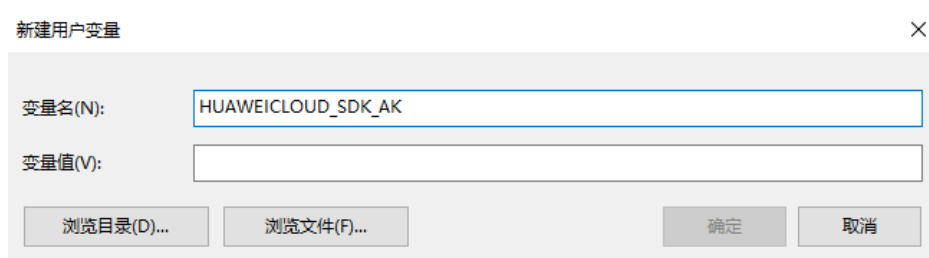 新建用户变量
变量名(N): HUAWEICLOUD_SDK_AK
变量值(V):
浏览目录(D)... 浏览文件(F)... 确定 取消